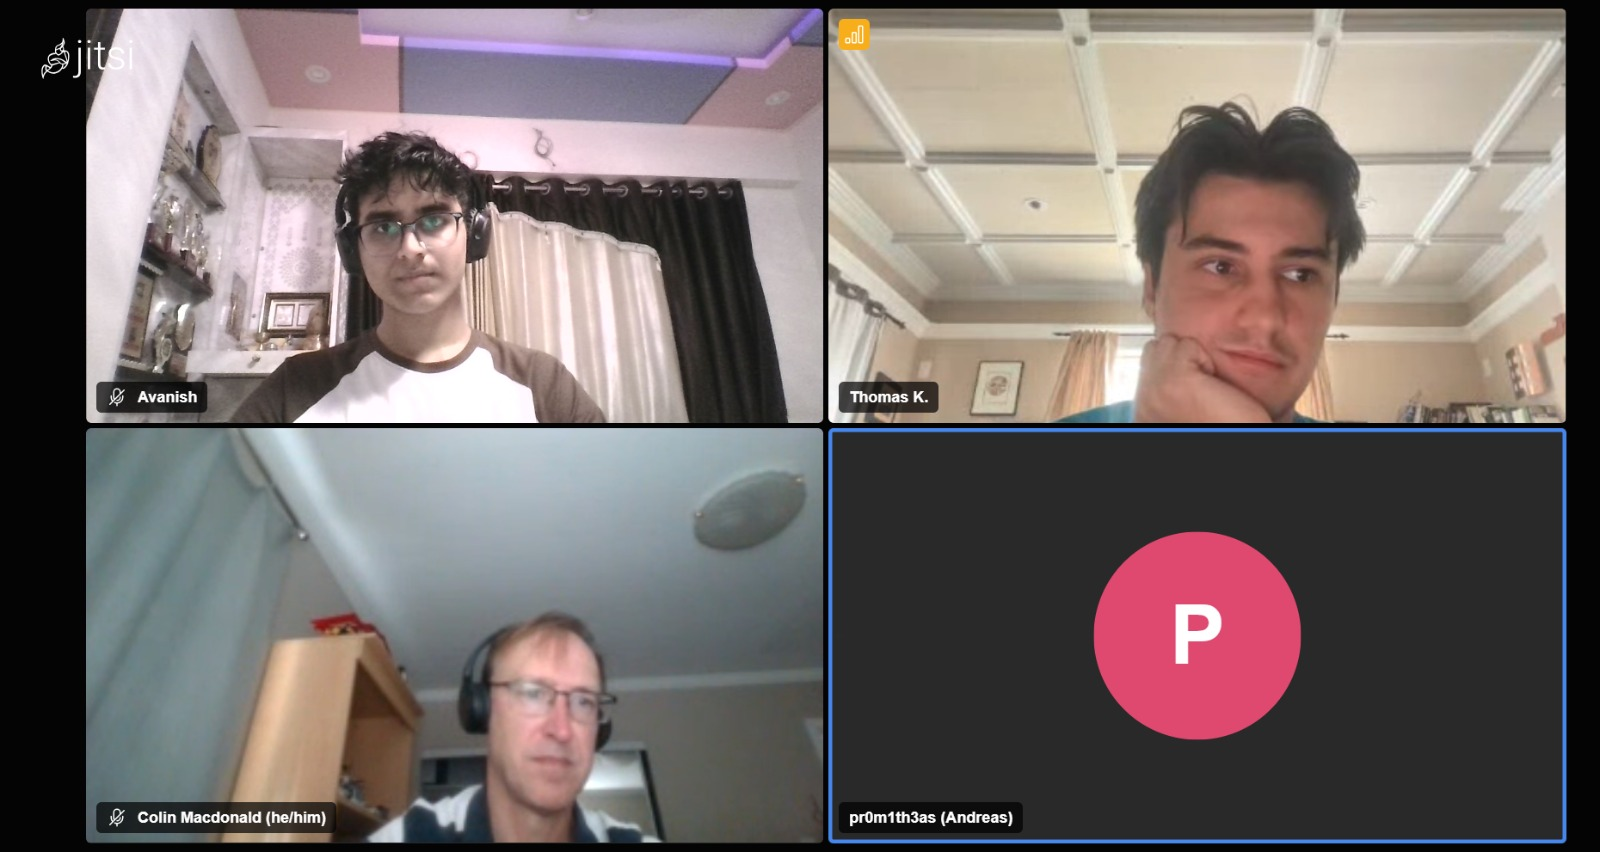 jitsi
Avanish
Thomas K.
Colin Macdonald (he/him)
P
pr0m1th3as (Andreas)